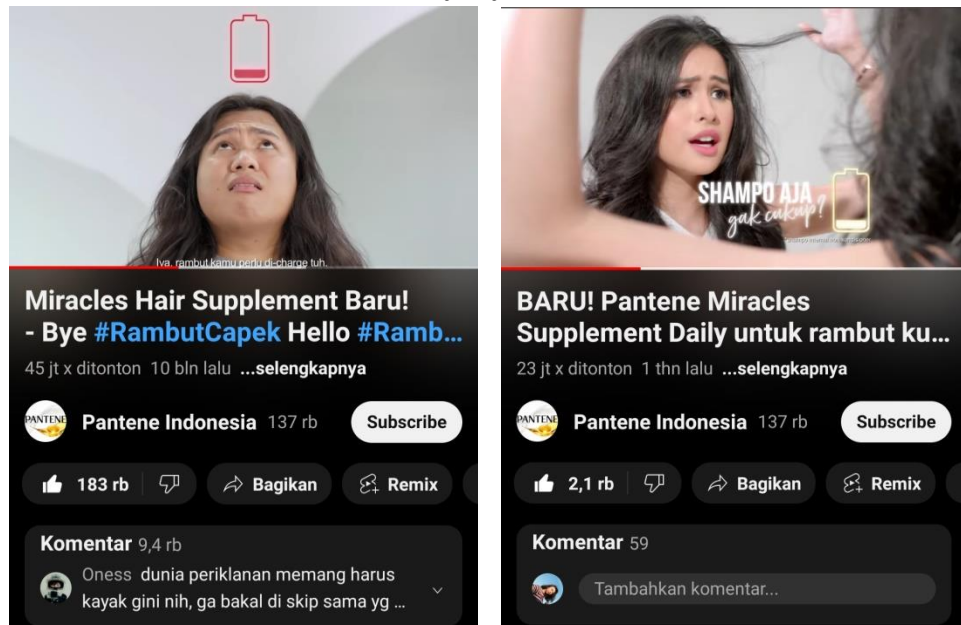 Iya, rambut kamu perlu di-charge tuh.
Miracles Hair Supplement Baru!
- Bye #RambutCapek Hello #Ramb...
45 jt x ditonton 10 bln lalu ...selengkapnya
PANTENE
Pantene Indonesia 137 rb
Subscribe
183 rb
Bagikan
Remix
Komentar 9,4 rb
Oness dunia periklanan memang harus
kayak gini nih, ga bakal di skip sama yg ...
SHAMPO AJA
gak cukup?
BARU! Pantene Miracles
Supplement Daily untuk rambut ku...
23 jt x ditonton 1 thn lalu ...selengkapnya
PANTENE
Pantene Indonesia 137 rb
Subscribe
2,1 rb
Bagikan
Remix
Komentar 59
Tambahkan komentar...